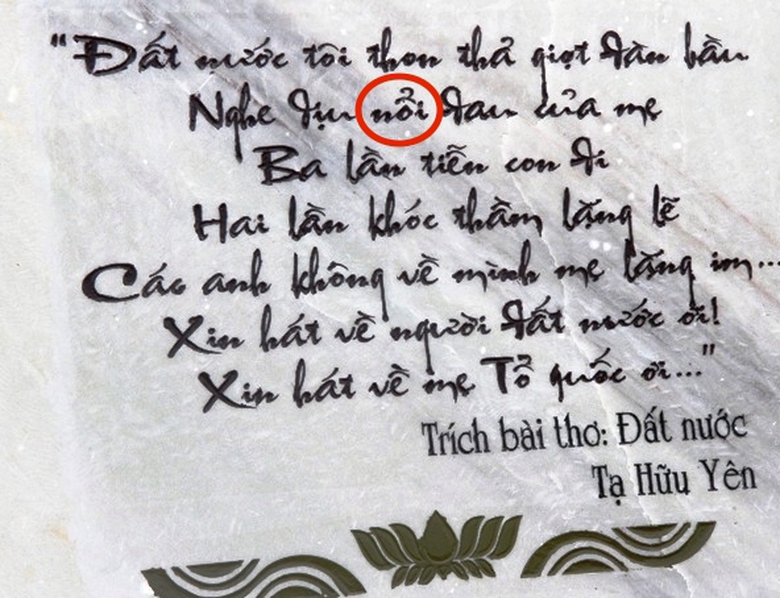 "Đất nước tôi thon thả giọt đàn bầu
Nghe dịu nổi đau của mẹ
Ba lần tiễn con đi
Hai lần khóc thầm lặng lẽ
Các anh không về mình mẹ lặng im...
Xin hát về người đất nước ơi!
Xin hát về mẹ Tổ quốc ơi..."
Trích bài thơ: Đất nước
Tạ Hữu Yên